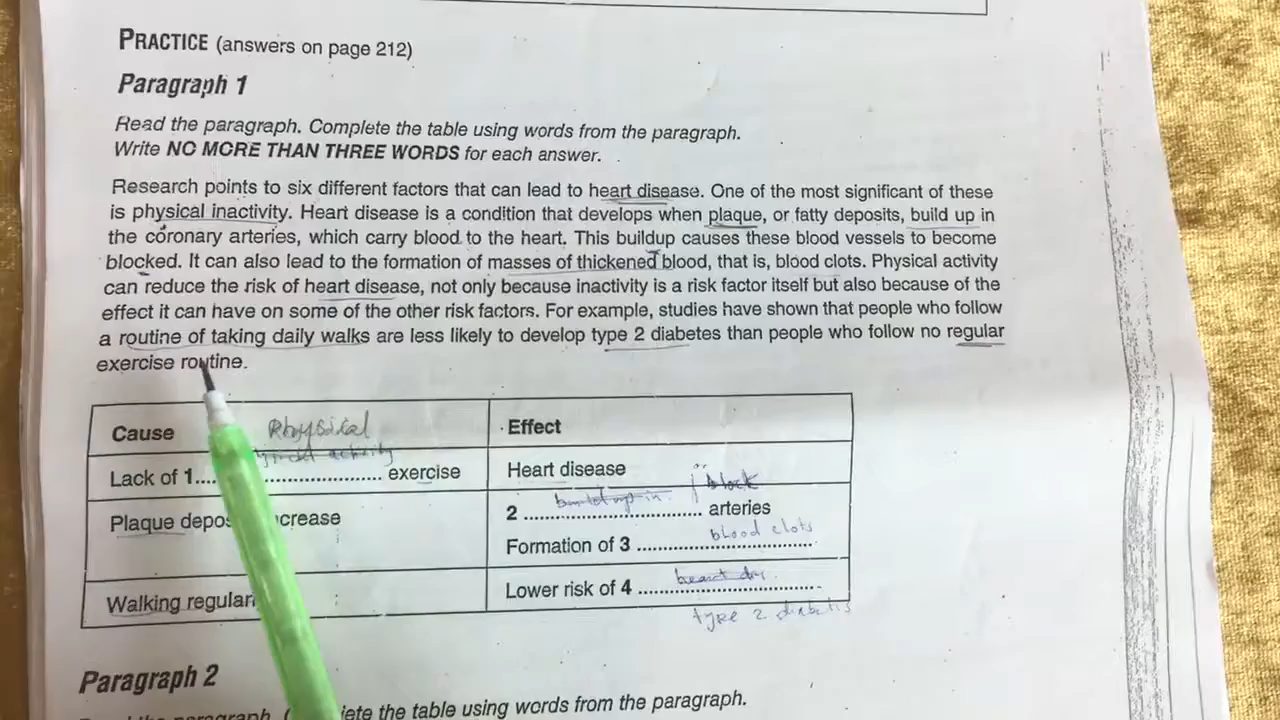 PRACTICE (answers on page 212)
Paragraph 1
Read the paragraph. Complete the table using words from the paragraph.
Write NO MORE THAN THREE WORDS for each answer.
Research points to six different factors that can lead to heart disease. One of the most significant of these
is physical inactivity. Heart disease is a condition that develops when plaque, or fatty deposits, build up in
the coronary arteries, which carry blood to the heart. This buildup causes these blood vessels to become
blocked. It can also lead to the formation of masses of thickened blood, that is, blood clots. Physical activity
can reduce the risk of heart disease, not only because inactivity is a risk factor itself but also because of the
effect it can have on some of the other risk factors. For example, studies have shown that people who follow
a routine of taking daily walks are less likely to develop type 2 diabetes than people who follow no regular
exercise routine.
Cause Physical
Effect
activity
Lack of 1.... .................... exercise
Heart disease
block
build up in
Plaque depos crease
2 .............................. arteries
blood clots
Formation of 3 ..............................
heart dis
Walking regular
Lower risk of 4 ..............................
type 2 diabetis
Paragraph 2
paragraph. ete the table using words from the paragraph.